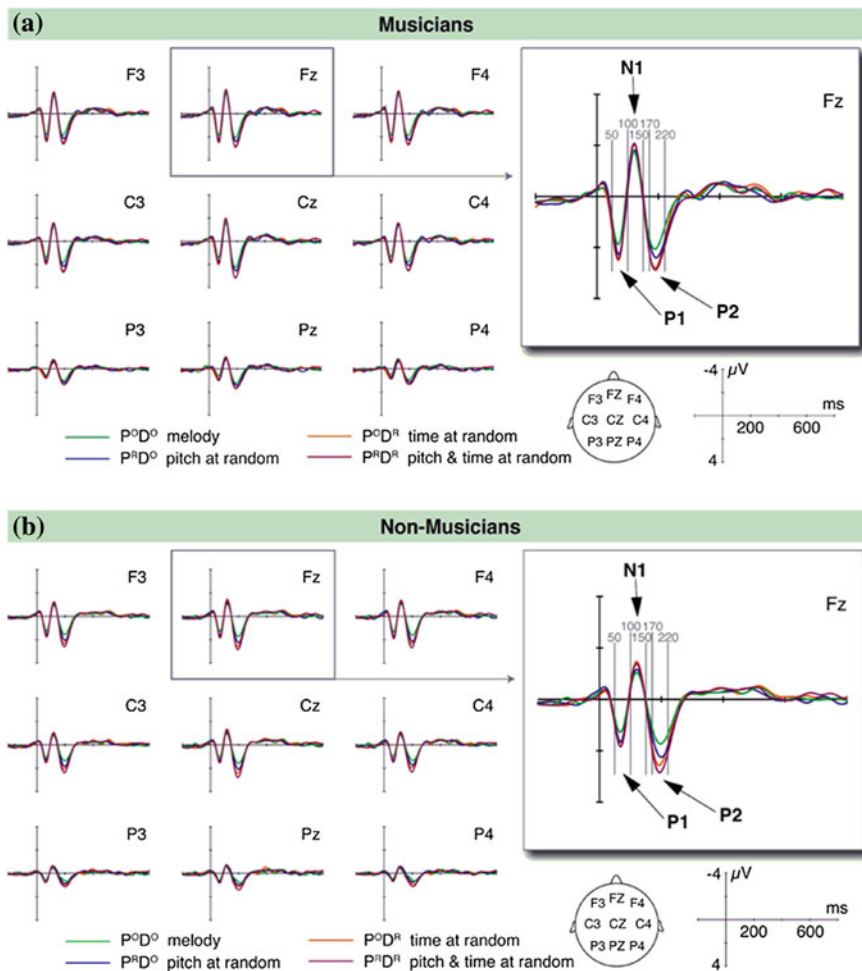 (a) Musicians
F3 Fz F4
N1
Fz
50 100 150 170 220
C3 Cz C4
P1 P2
P3 Pz P4
-4 µV
ms
200 600
4
F3 FZ F4
C3 CZ C4
P3 PZ P4
PᴼDᴼ melody
PᴼDᴿ time at random
PᴿDᴼ pitch at random
PᴿDᴿ pitch & time at random
(b) Non-Musicians
F3 Fz F4
N1
Fz
50 100 150 170 220
C3 Cz C4
P1 P2
P3 Pz P4
-4 µV
ms
200 600
4
F3 FZ F4
C3 CZ C4
P3 PZ P4
PᴼDᴼ melody
PᴼDᴿ time at random
PᴿDᴼ pitch at random
PᴿDᴿ pitch & time at random